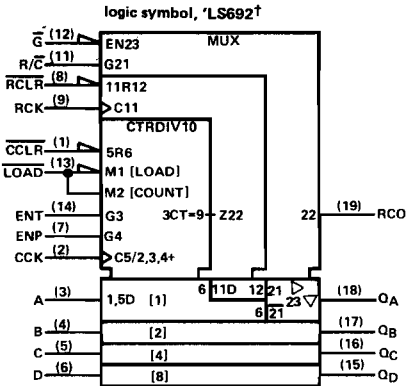 logic symbol, 'LS692†
G (12) EN23 MUX
R/C (11) G21
RCLR (8) 11R12
RCK (9) C11
CTRDIV10
CCLR (1) 5R6
LOAD (13) M1 [LOAD]
M2 [COUNT]
ENT (14) G3 3CT=9 Z22 22 (19) RCO
ENP (7) G4
CCK (2) C5/2,3,4+
A (3) 1,5D [1] 6 11D 12 21 ▷ (18) QA
23 ▽
6 21
B (4) [2] (17) QB
C (5) [4] (16) QC
D (6) [8] (15) QD